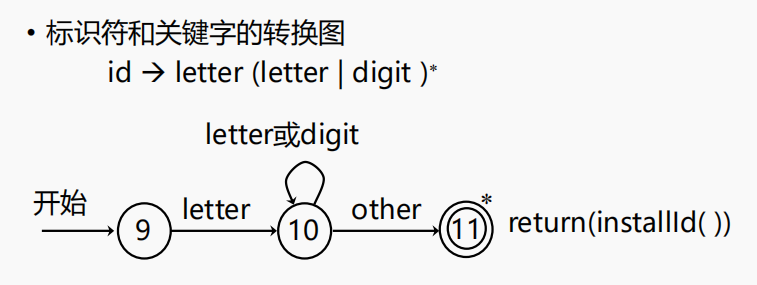 • 标识符和关键字的转换图
id → letter (letter | digit )*
letter或digit
开始 9 letter 10 other 11 * return(installId( ))